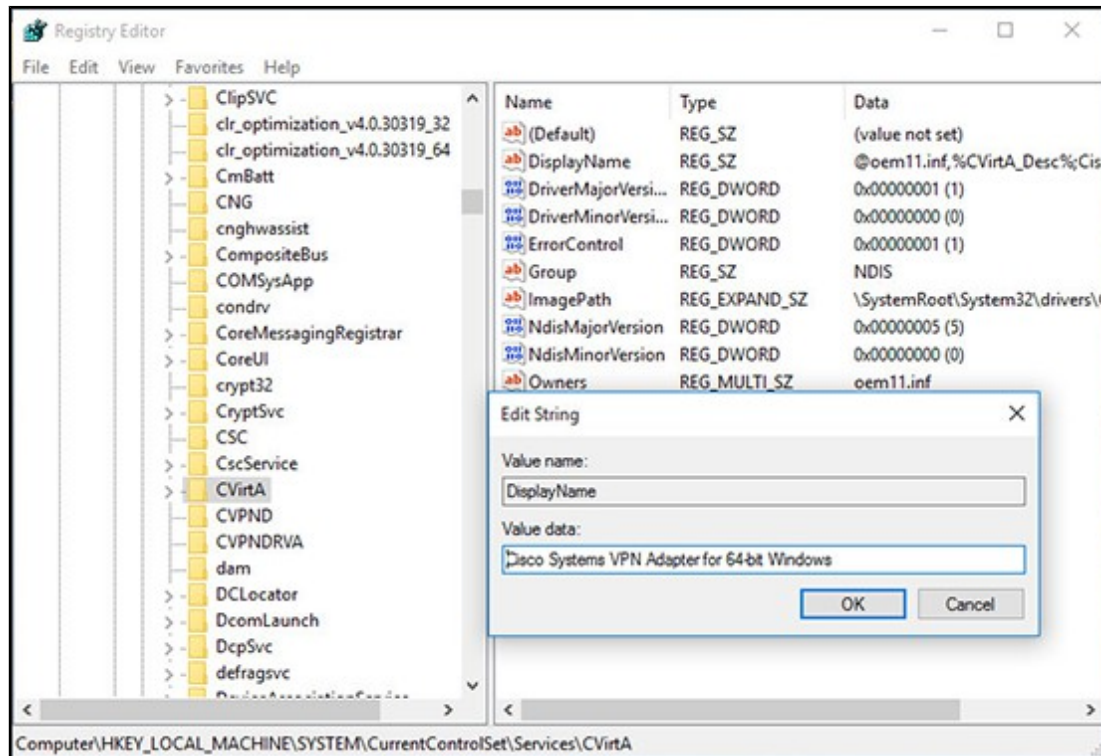 Registry Editor
File Edit View Favorites Help
ClipSVC
clr_optimization_v4.0.30319_32
clr_optimization_v4.0.30319_64
CmBatt
CNG
cnghwassist
CompositeBus
COMSysApp
condrv
CoreMessagingRegistrar
CoreUI
crypt32
CryptSvc
CSC
CscService
CVirtA
CVPND
CVPNDRVA
dam
DCLocator
DcomLaunch
DcpSvc
defragsvc
Name Type Data
(Default) REG_SZ (value not set)
DisplayName REG_SZ @oem11.inf,%CVirtA_Desc%;Cis
DriverMajorVersi... REG_DWORD 0x00000001 (1)
DriverMinorVersi... REG_DWORD 0x00000000 (0)
ErrorControl REG_DWORD 0x00000001 (1)
Group REG_SZ NDIS
ImagePath REG_EXPAND_SZ \SystemRoot\System32\drivers\
NdisMajorVersion REG_DWORD 0x00000005 (5)
NdisMinorVersion REG_DWORD 0x00000000 (0)
Owners REG_MULTI_SZ oem11.inf
Edit String
Value name:
DisplayName
Value data:
Cisco Systems VPN Adapter for 64-bit Windows
OK Cancel
Computer\HKEY_LOCAL_MACHINE\SYSTEM\CurrentControlSet\Services\CVirtA